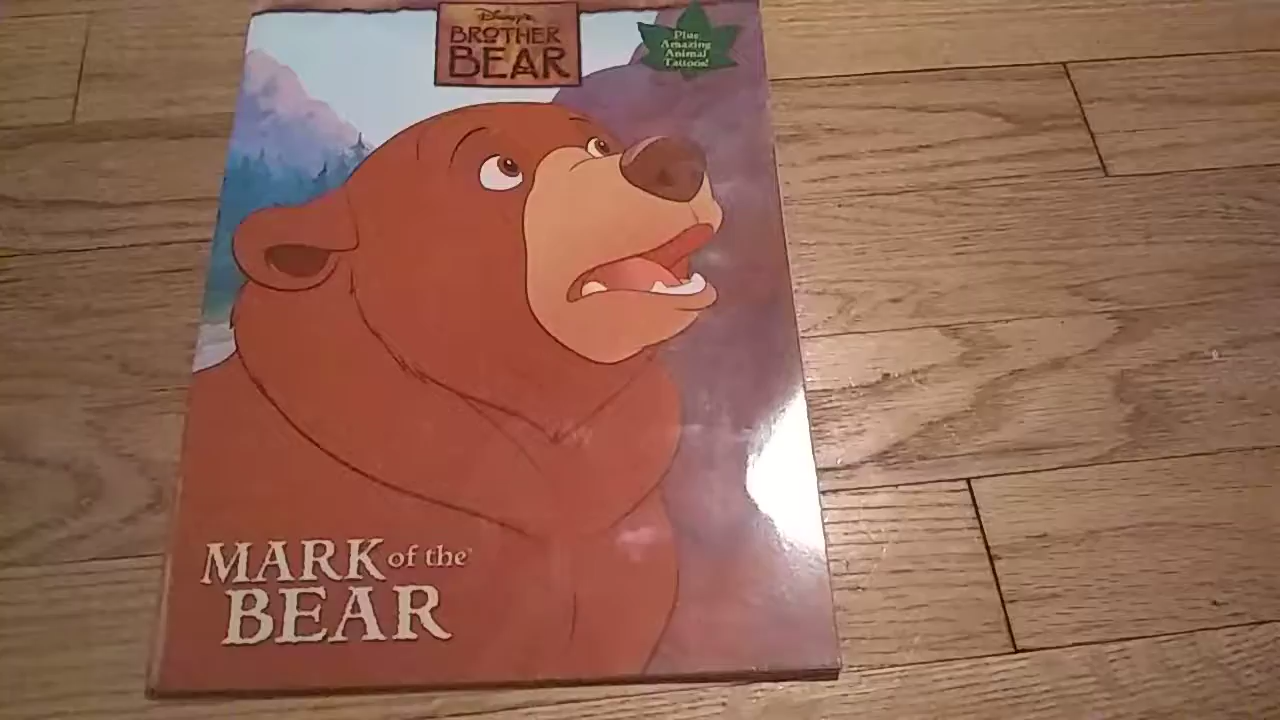 Disney's
BROTHER
BEAR
Plus
Amazing
Animal
Tattoos!
MARK of the
BEAR